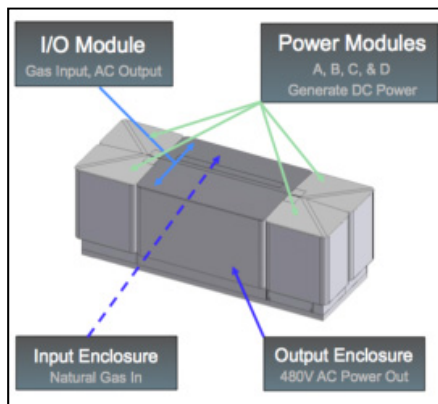 I/O Module
Gas Input, AC Output
Power Modules
A, B, C, & D
Generate DC Power
Input Enclosure
Natural Gas In
Output Enclosure
480V AC Power Out